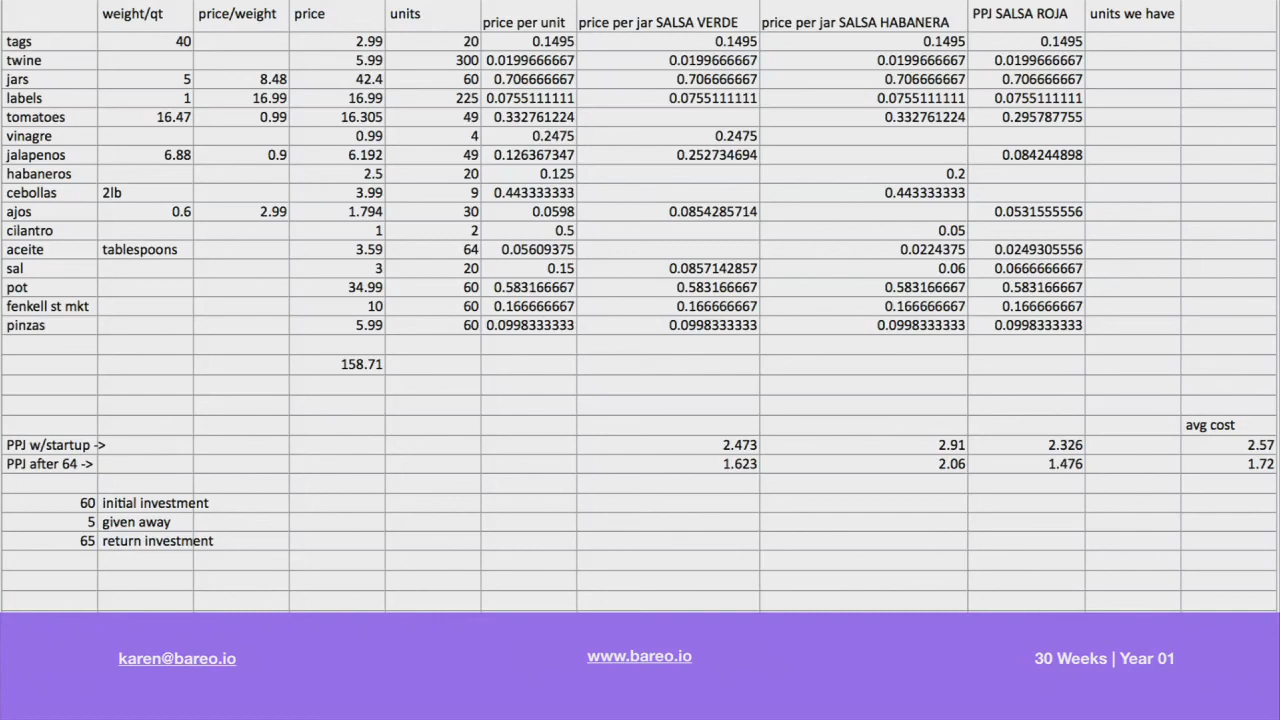 weight/qt price/weight price units price per unit price per jar SALSA VERDE price per jar SALSA HABANERA PPJ SALSA ROJA units we have
tags 40 2.99 20 0.1495 0.1495 0.1495 0.1495
twine 5.99 300 0.0199666667 0.0199666667 0.0199666667 0.0199666667
jars 5 8.48 42.4 60 0.706666667 0.706666667 0.706666667 0.706666667
labels 1 16.99 16.99 225 0.0755111111 0.0755111111 0.0755111111 0.0755111111
tomatoes 16.47 0.99 16.305 49 0.332761224 0.332761224 0.295787755
vinagre 0.99 4 0.2475 0.2475
jalapenos 6.88 0.9 6.192 49 0.126367347 0.252734694 0.084244898
habaneros 2.5 20 0.125 0.2
cebollas 2lb 3.99 9 0.443333333 0.443333333
ajos 0.6 2.99 1.794 30 0.0598 0.0854285714 0.0531555556
cilantro 1 2 0.5 0.05
aceite tablespoons 3.59 64 0.05609375 0.0224375 0.0249305556
sal 3 20 0.15 0.0857142857 0.06 0.0666666667
pot 34.99 60 0.583166667 0.583166667 0.583166667 0.583166667
fenkell st mkt 10 60 0.166666667 0.166666667 0.166666667 0.166666667
pinzas 5.99 60 0.0998333333 0.0998333333 0.0998333333 0.0998333333
158.71
avg cost
PPJ w/startup -> 2.473 2.91 2.326 2.57
PPJ after 64 -> 1.623 2.06 1.476 1.72
60 initial investment
5 given away
65 return investment
karen@bareo.io www.bareo.io 30 Weeks | Year 01